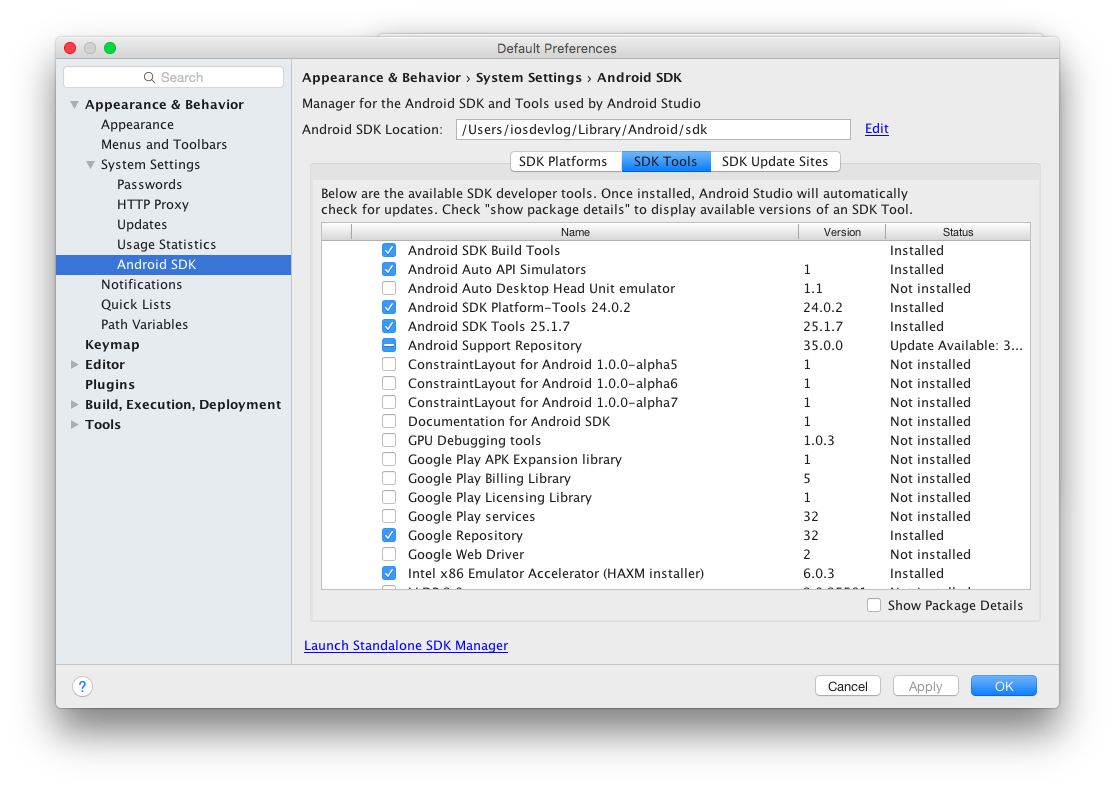 Default Preferences
Search
Appearance & Behavior
Appearance
Menus and Toolbars
System Settings
Passwords
HTTP Proxy
Updates
Usage Statistics
Android SDK
Notifications
Quick Lists
Path Variables
Keymap
Editor
Plugins
Build, Execution, Deployment
Tools
Appearance & Behavior › System Settings › Android SDK
Manager for the Android SDK and Tools used by Android Studio
Android SDK Location: /Users/iosdevlog/Library/Android/sdk Edit
SDK Platforms SDK Tools SDK Update Sites
Below are the available SDK developer tools. Once installed, Android Studio will automatically
check for updates. Check "show package details" to display available versions of an SDK Tool.
Name Version Status
Android SDK Build Tools Installed
Android Auto API Simulators 1 Installed
Android Auto Desktop Head Unit emulator 1.1 Not installed
Android SDK Platform-Tools 24.0.2 24.0.2 Installed
Android SDK Tools 25.1.7 25.1.7 Installed
Android Support Repository 35.0.0 Update Available: 3...
ConstraintLayout for Android 1.0.0-alpha5 1 Not installed
ConstraintLayout for Android 1.0.0-alpha6 1 Not installed
ConstraintLayout for Android 1.0.0-alpha7 1 Not installed
Documentation for Android SDK 1 Not installed
GPU Debugging tools 1.0.3 Not installed
Google Play APK Expansion library 1 Not installed
Google Play Billing Library 5 Not installed
Google Play Licensing Library 1 Not installed
Google Play services 32 Not installed
Google Repository 32 Installed
Google Web Driver 2 Not installed
Intel x86 Emulator Accelerator (HAXM installer) 6.0.3 Installed
Show Package Details
Launch Standalone SDK Manager
? Cancel Apply OK